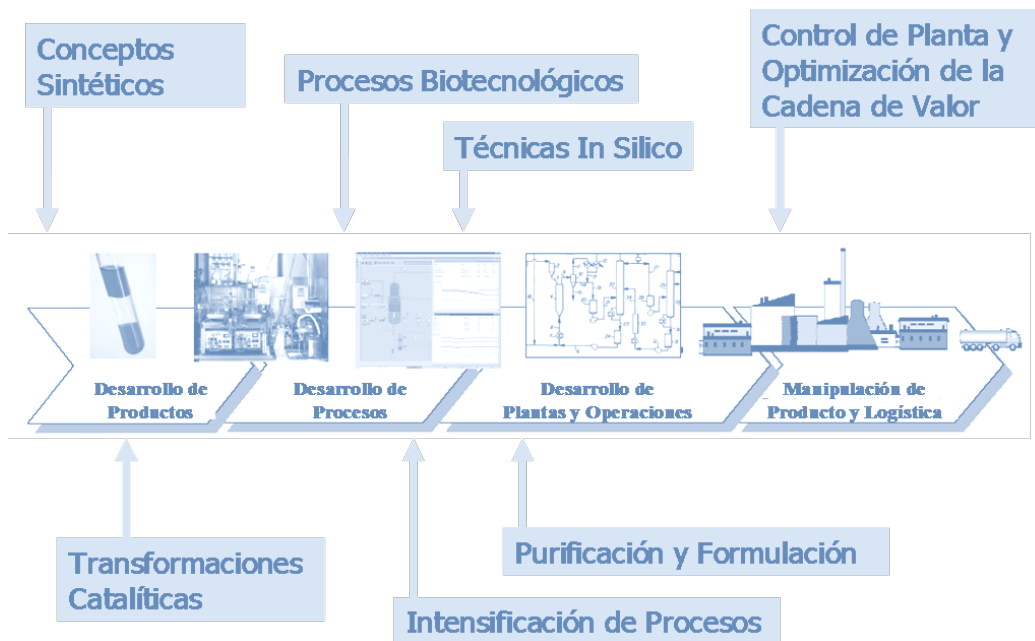 Conceptos
Sintéticos
Procesos Biotecnológicos
Técnicas In Silico
Control de Planta y
Optimización de la
Cadena de Valor
Desarrollo de
Productos
Desarrollo de
Procesos
Desarrollo de
Plantas y Operaciones
Manipulación de
Producto y Logística
Transformaciones
Catalíticas
Purificación y Formulación
Intensificación de Procesos